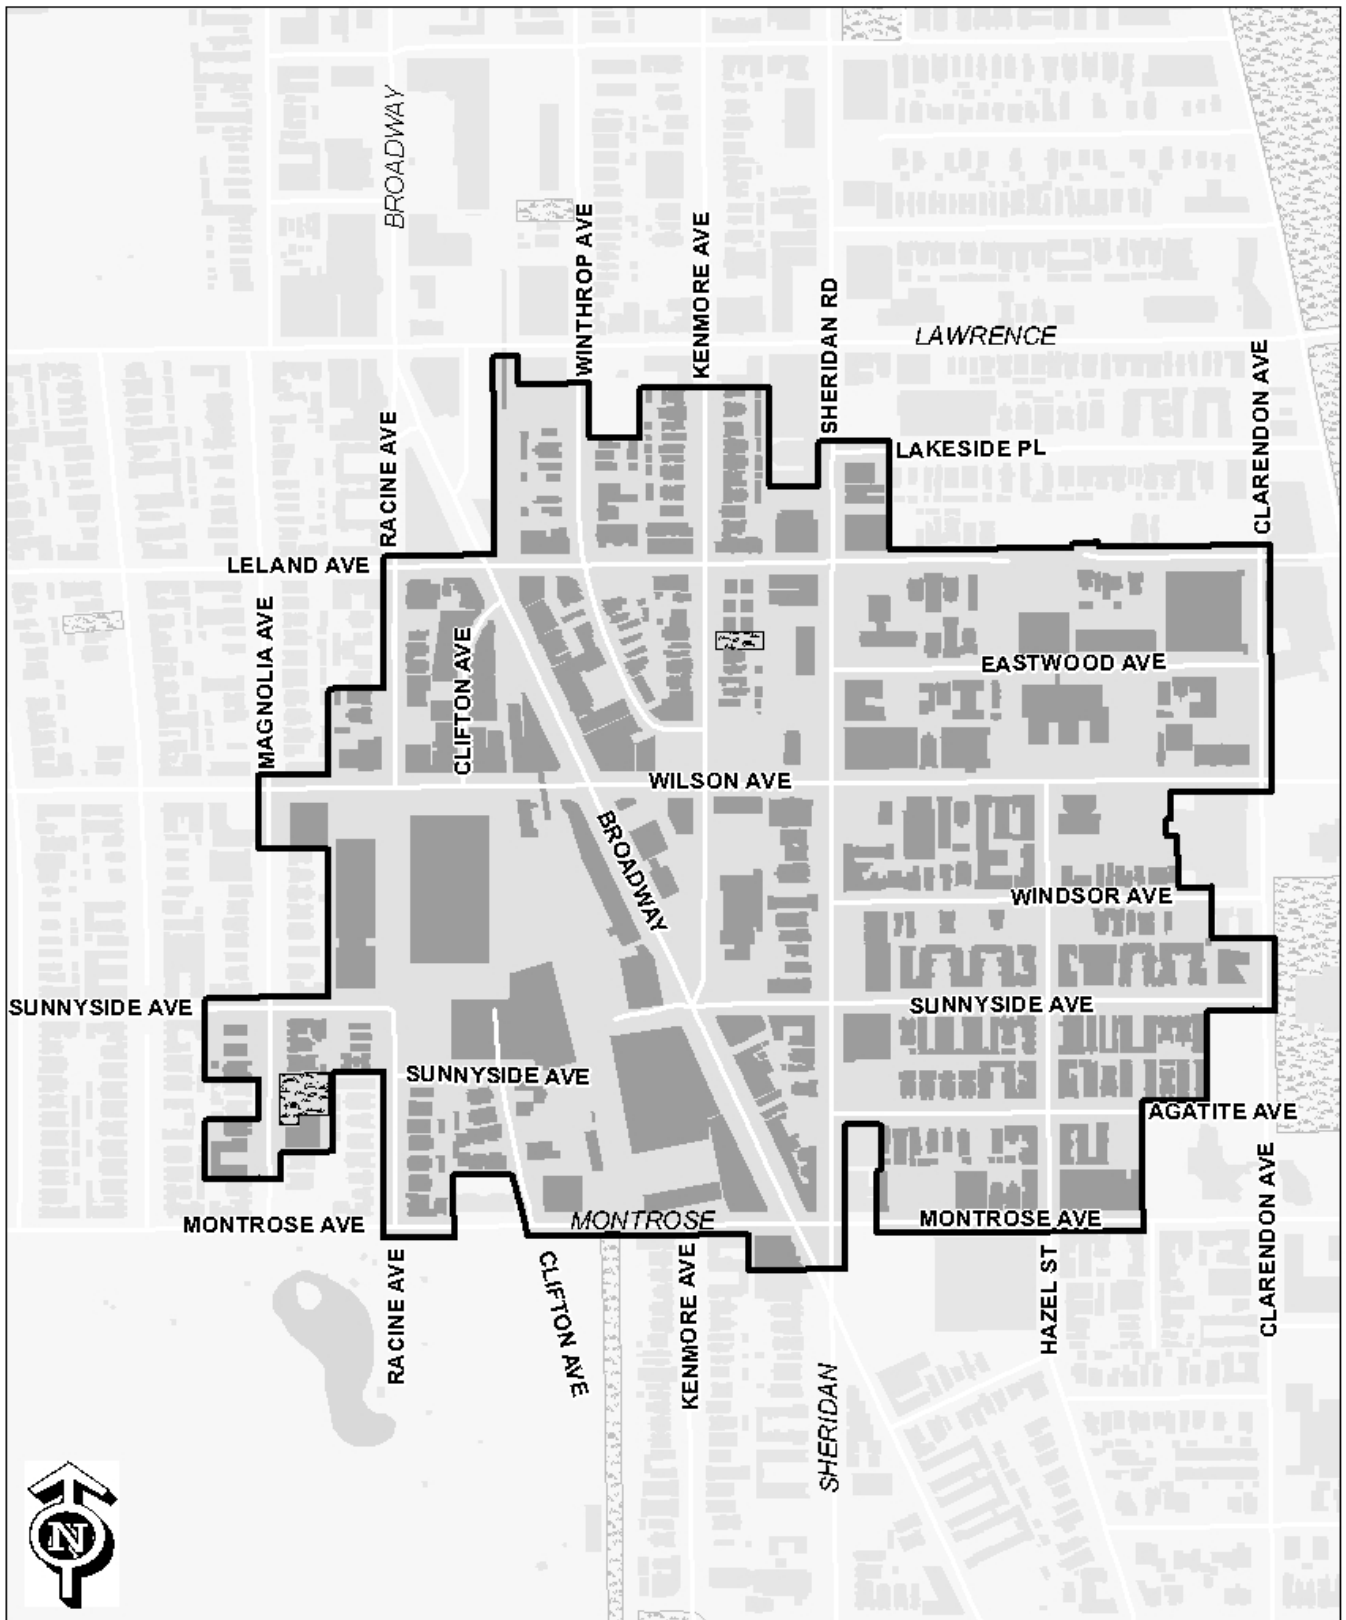 BROADWAY
WINTHROP AVE
KENMORE AVE
SHERIDAN RD
LAWRENCE
CLARENDON AVE
RACINE AVE
LAKESIDE PL
LELAND AVE
MAGNOLIA AVE
CLIFTON AVE
EASTWOOD AVE
WILSON AVE
BROADWAY
WINDSOR AVE
SUNNYSIDE AVE
SUNNYSIDE AVE
SUNNYSIDE AVE
AGATITE AVE
MONTROSE AVE
MONTROSE
MONTROSE AVE
CLARENDON AVE
RACINE AVE
CLIFTON AVE
KENMORE AVE
HAZEL ST
SHERIDAN
N